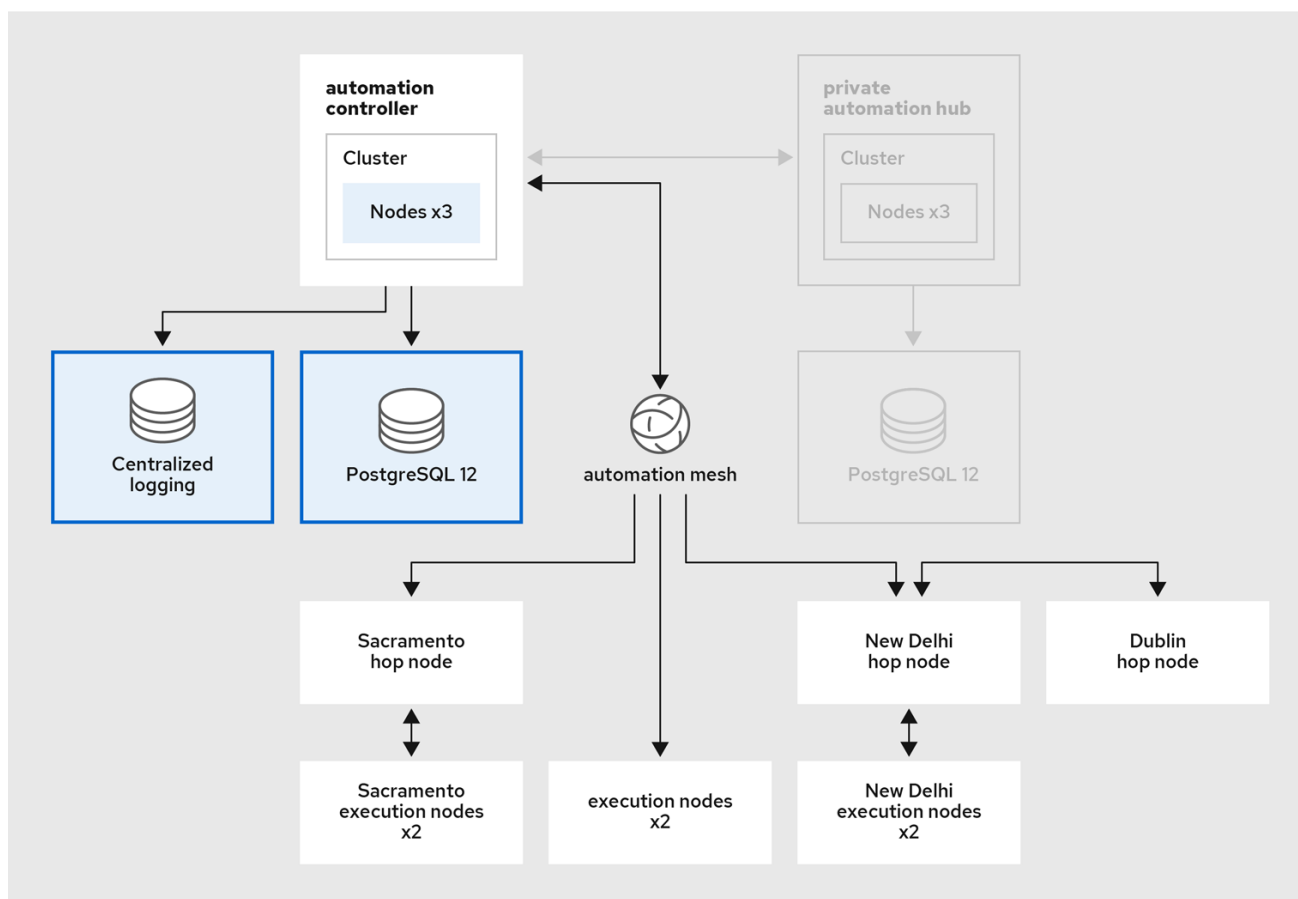 automation
controller
Cluster
Nodes x3
private
automation hub
Cluster
Nodes x3
Centralized
logging
PostgreSQL 12
automation mesh
PostgreSQL 12
Sacramento
hop node
New Delhi
hop node
Dublin
hop node
Sacramento
execution nodes
x2
execution nodes
x2
New Delhi
execution nodes
x2